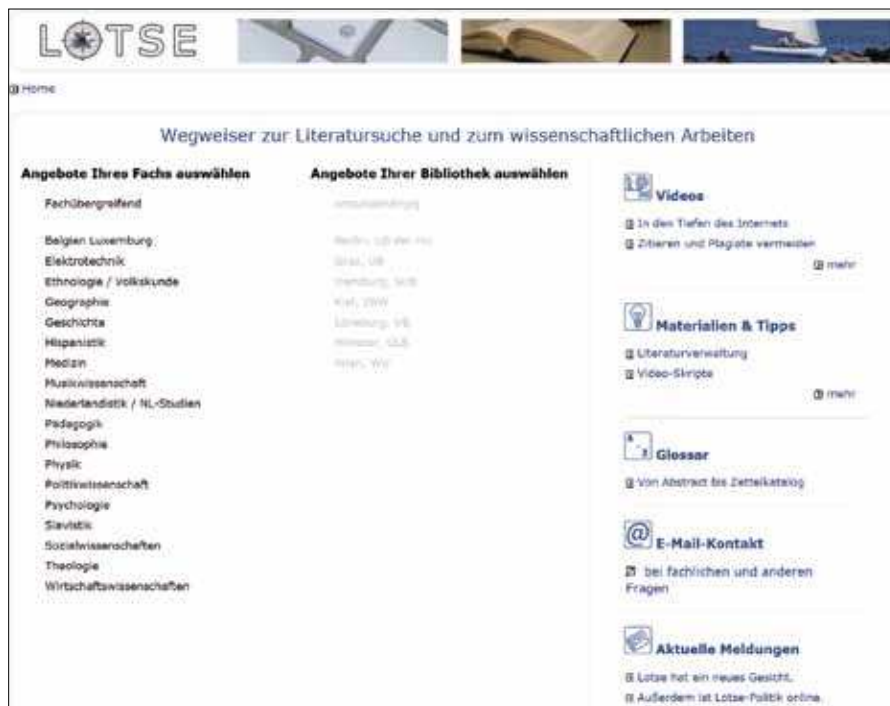 LOTSE
Home
Wegweiser zur Literatursuche und zum wissenschaftlichen Arbeiten
Angebote Ihres Fachs auswählen
Fachübergreifend
Belgien Luxemburg
Elektrotechnik
Ethnologie / Volkskunde
Geographie
Geschichte
Hispanistik
Medizin
Musikwissenschaft
Niederlandistik / NL-Studien
Pädagogik
Philosophie
Physik
Politikwissenschaft
Psychologie
Slavistik
Sozialwissenschaften
Theologie
Wirtschaftswissenschaften
Angebote Ihrer Bibliothek auswählen
Videos
In den Tiefen des Internets
Zitieren und Plagiate vermeiden
mehr
Materialien & Tipps
Literaturverwaltung
Video-Skripte
mehr
Glossar
Von Abstract bis Zettelkatalog
E-Mail-Kontakt
bei fachlichen und anderen
Fragen
Aktuelle Meldungen
Lotse hat ein neues Gesicht.
Außerdem ist Lotse-Politik online.